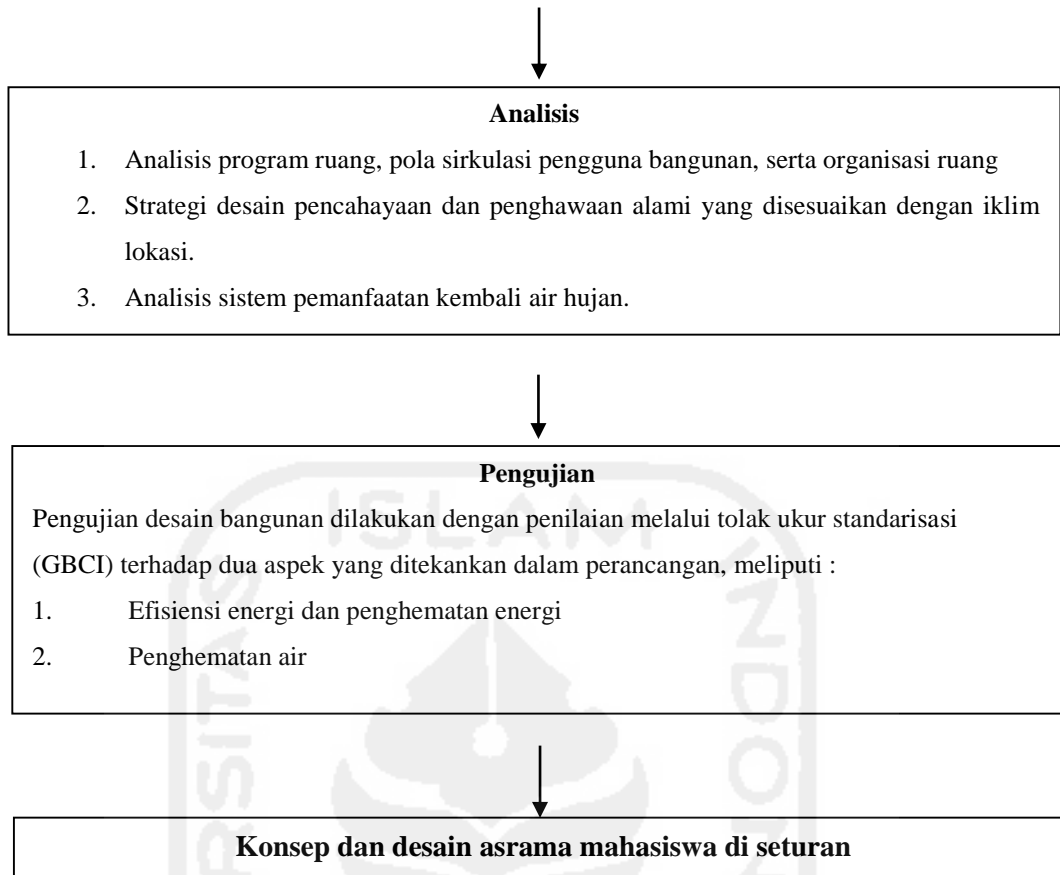 Analisis
1. Analisis program ruang, pola sirkulasi pengguna bangunan, serta organisasi ruang
2. Strategi desain pencahayaan dan penghawaan alami yang disesuaikan dengan iklim
lokasi.
3. Analisis sistem pemanfaatan kembali air hujan.
Pengujian
Pengujian desain bangunan dilakukan dengan penilaian melalui tolak ukur standarisasi
(GBCI) terhadap dua aspek yang ditekankan dalam perancangan, meliputi :
1. Efisiensi energi dan penghematan energi
2. Penghematan air
Konsep dan desain asrama mahasiswa di seturan
ISLAM
RSITAS
INDON